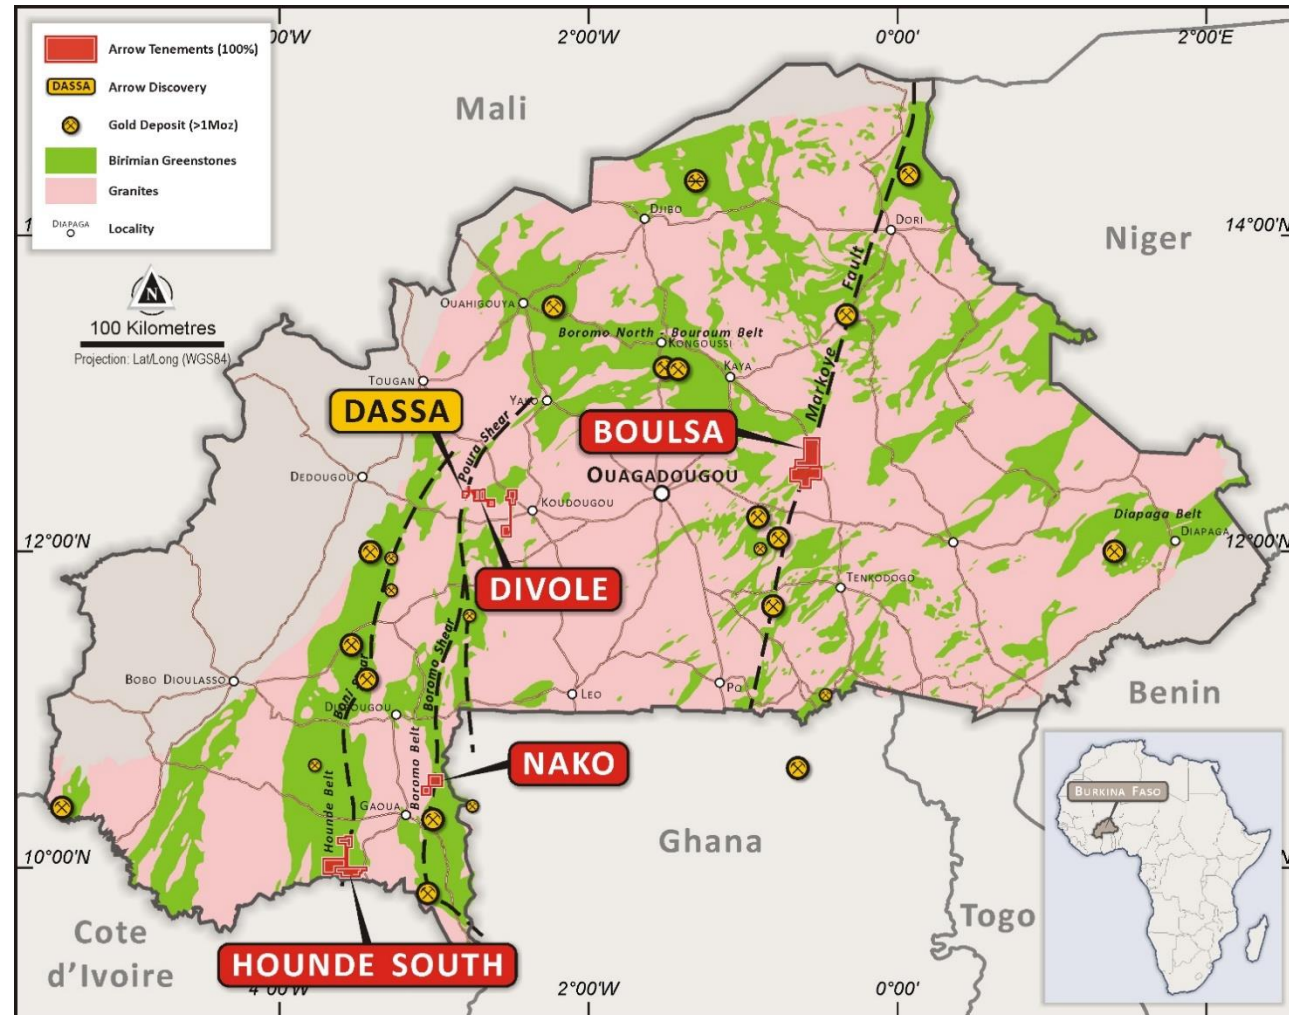 Arrow Tenements (100%)
DASSA
Arrow Discovery
Gold Deposit (>1Moz)
Birimian Greenstones
Granites
DIAPAGA
Locality
N
100 Kilometres
Projection: Lat/Long (WGS84)
2°00'W
0°00'
2°00'E
14°00'N
12°00'N
12°00'N
10°00'N
4°00'W
2°00'W
0°00'
Mali
Niger
Benin
Togo
Ghana
Cote
d'Ivoire
DJIBO
DORI
OUAHIGOUYA
Boromo North - Bouroum Belt
KONGOUSSI
KAYA
TOUGAN
YAKO
Markoye Fault
DASSA
BOULSA
Poura Shear
OUAGADOUGOU
DEDOUGOU
KOUDOUGOU
Diapaga Belt
DIAPAGA
DIVOLE
TENKODOGO
Boromo Shear
BOBO DIOULASSO
LEO
PO
Boromo Belt
NAKO
Hounde Belt
GAOUA
HOUNDE SOUTH
BURKINA FASO